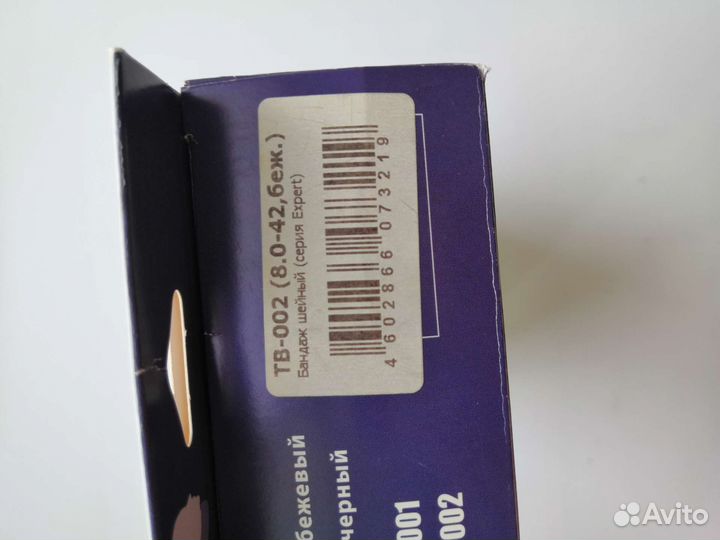 ТВ-002 (8.0-42,беж.)
Бандаж шейный (серия Expert)
4 602866 073219
бежевый
черный
001
002
Avito